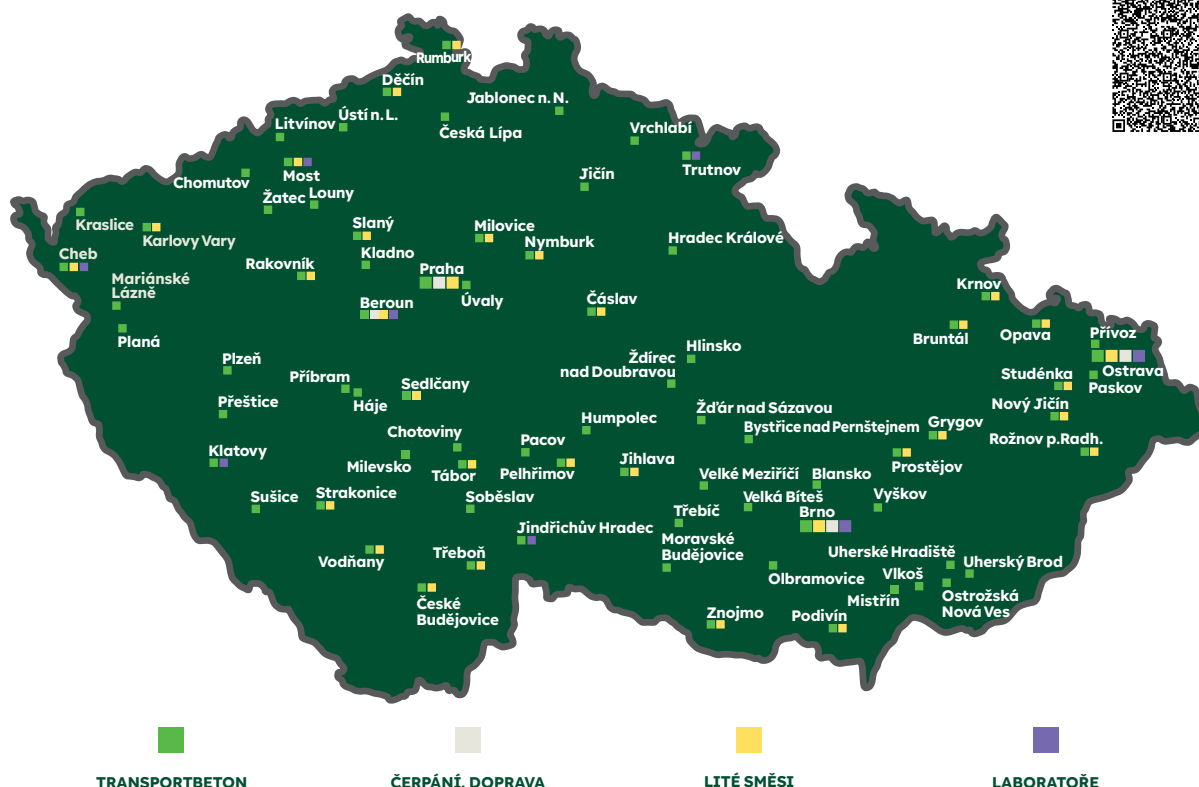 Rumburk
Děčín
Jablonec n. N.
Ústí n. L.
Litvínov
Česká Lípa
Vrchlabí
Most
Chomutov
Trutnov
Jičín
Žatec
Louny
Kraslice
Karlovy Vary
Slaný
Milovice
Nymburk
Hradec Králové
Cheb
Kladno
Rakovník
Praha
Mariánské
Lázně
Úvaly
Krnov
Beroun
Čáslav
Planá
Bruntál
Opava
Přívoz
Hlinsko
Ždírec
nad Doubravou
Plzeň
Ostrava
Studénka
Paskov
Příbram
Háje
Sedlčany
Přeštice
Nový Jičín
Žďár nad Sázavou
Humpolec
Bystřice nad Pernštejnem
Grygov
Chotoviny
Rožnov p.Radh.
Pacov
Klatovy
Milevsko
Tábor
Pelhřimov
Jihlava
Prostějov
Velké Meziříčí
Blansko
Sušice
Strakonice
Soběslav
Velká Bíteš
Vyškov
Třebíč
Brno
Jindřichův Hradec
Moravské
Budějovice
Uherské Hradiště
Uherský Brod
Vodňany
Třeboň
Olbramovice
Vlkoš
Mistřín
Ostrožská
Nová Ves
České
Budějovice
Znojmo
Podivín
TRANSPORTBETON
ČERPÁNÍ, DOPRAVA
LITÉ SMĚSI
LABORATOŘE